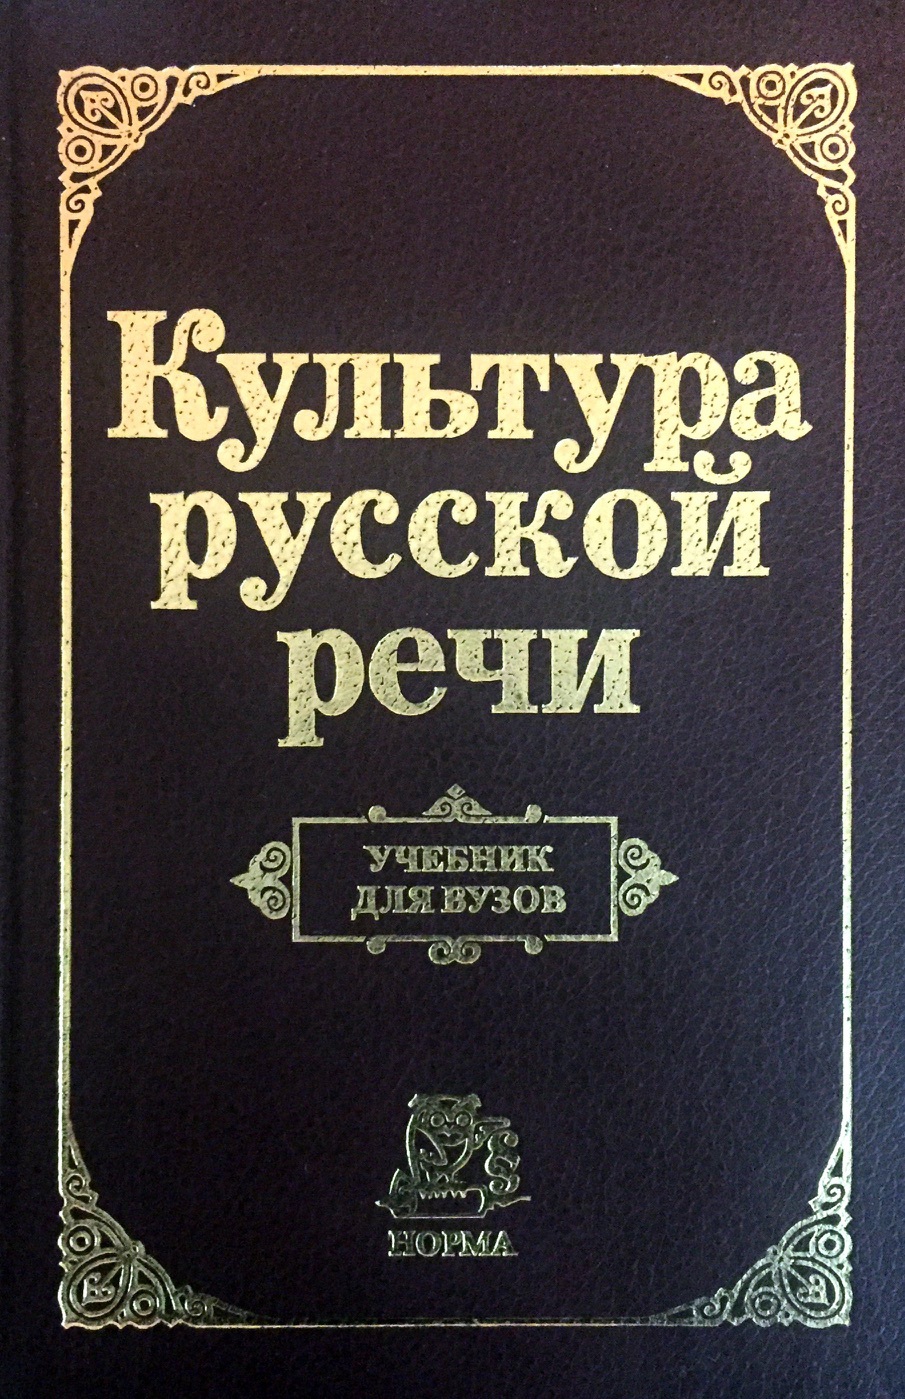 Культура
русской
речи
УЧЕБНИК
ДЛЯ ВУЗОВ
НОРМА